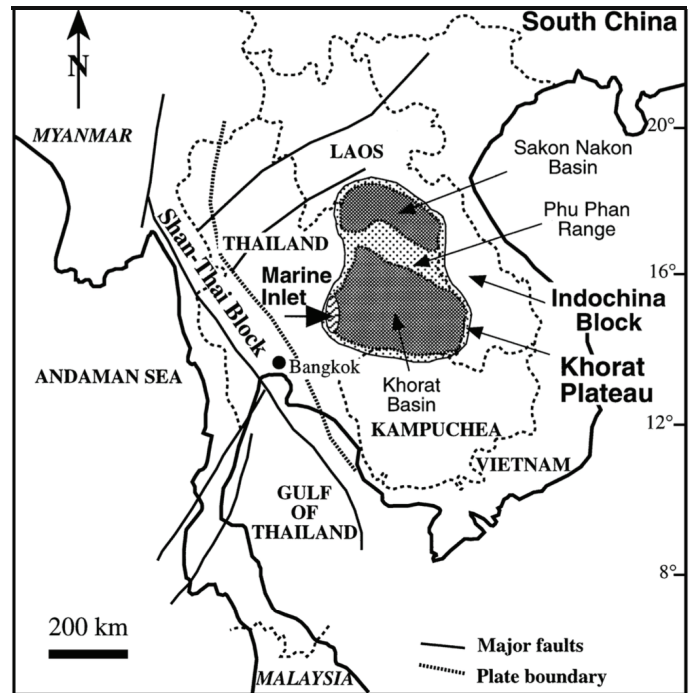 South China
N
MYANMAR
20°
LAOS
Sakon Nakon
Basin
Phu Phan
Range
Shan-Thai Block
THAILAND
Marine
Inlet
16°
Indochina
Block
Khorat
Plateau
Bangkok
ANDAMAN SEA
Khorat
Basin
KAMPUCHEA
12°
VIETNAM
GULF
OF
THAILAND
8°
200 km
Major faults
Plate boundary
MALAYSIA